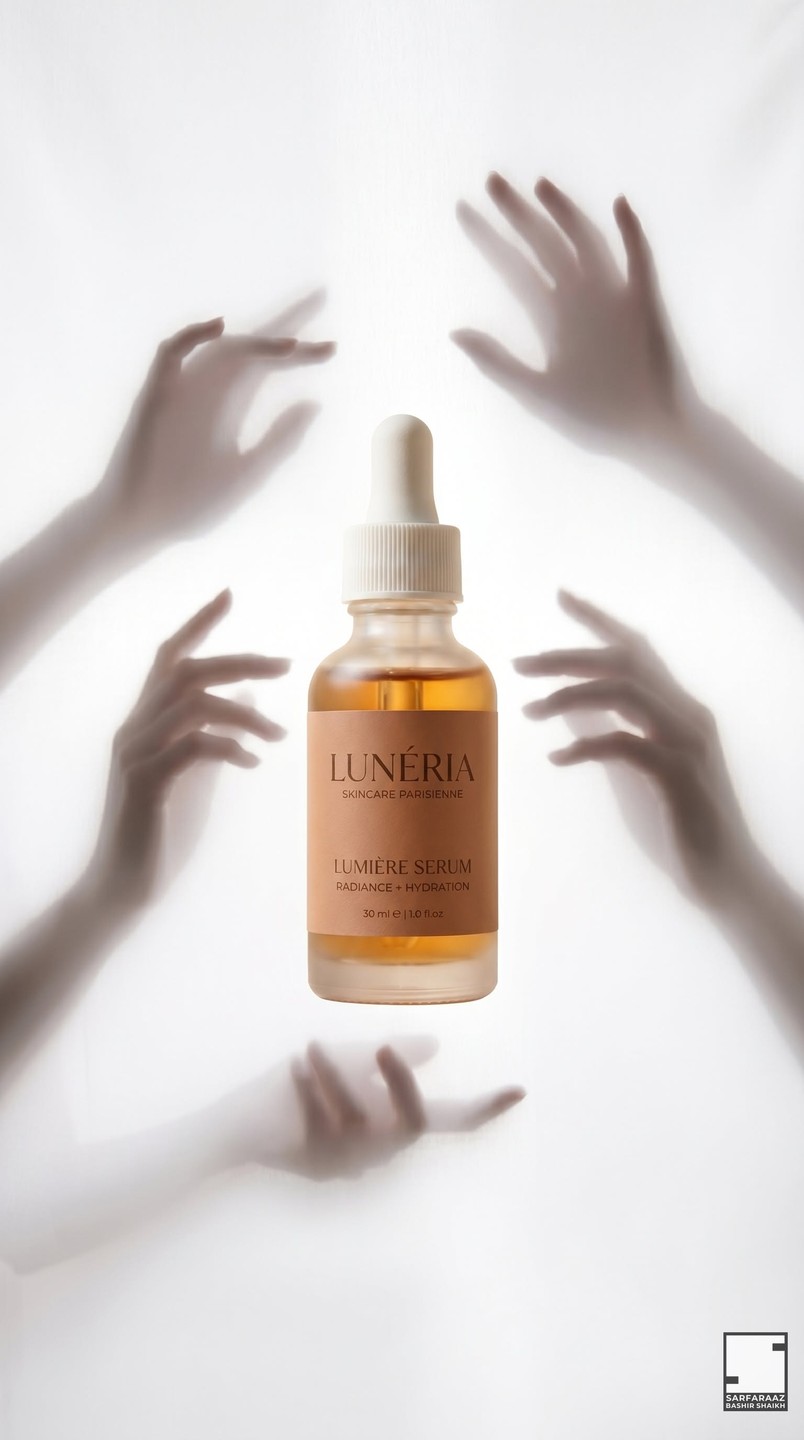 LUNÉRIA
SKINCARE PARISIENNE
LUMIÈRE SERUM
RADIANCE + HYDRATION
30 ml ℮ | 1.0 fl.oz
SARFARAAZ
BASHIR SHAIKH